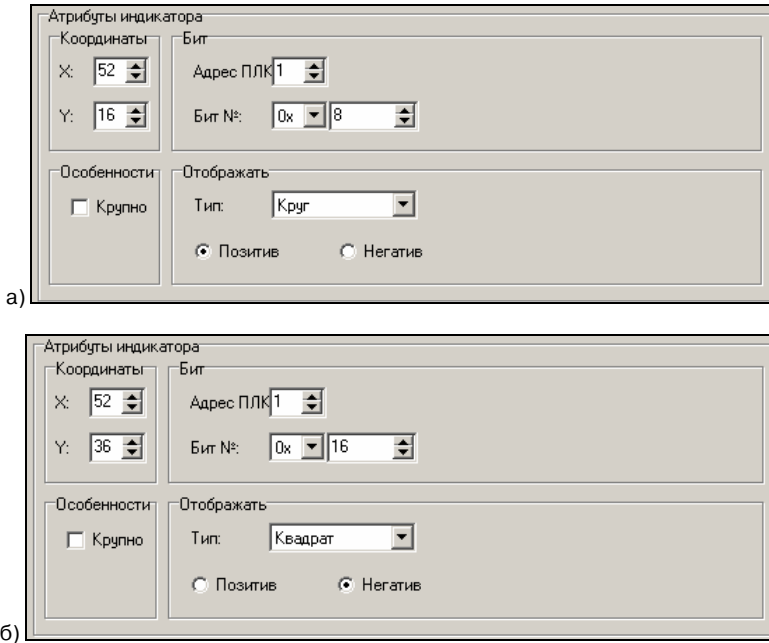 Атрибуты индикатора
Координаты Бит
X: 52 Адрес ПЛК 1
Y: 16 Бит №: 0x 8
Особенности Отображать
Крупно Тип: Круг
Позитив Негатив
а)
Атрибуты индикатора
Координаты Бит
X: 52 Адрес ПЛК 1
Y: 36 Бит №: 0x 16
Особенности Отображать
Крупно Тип: Квадрат
Позитив Негатив
б)